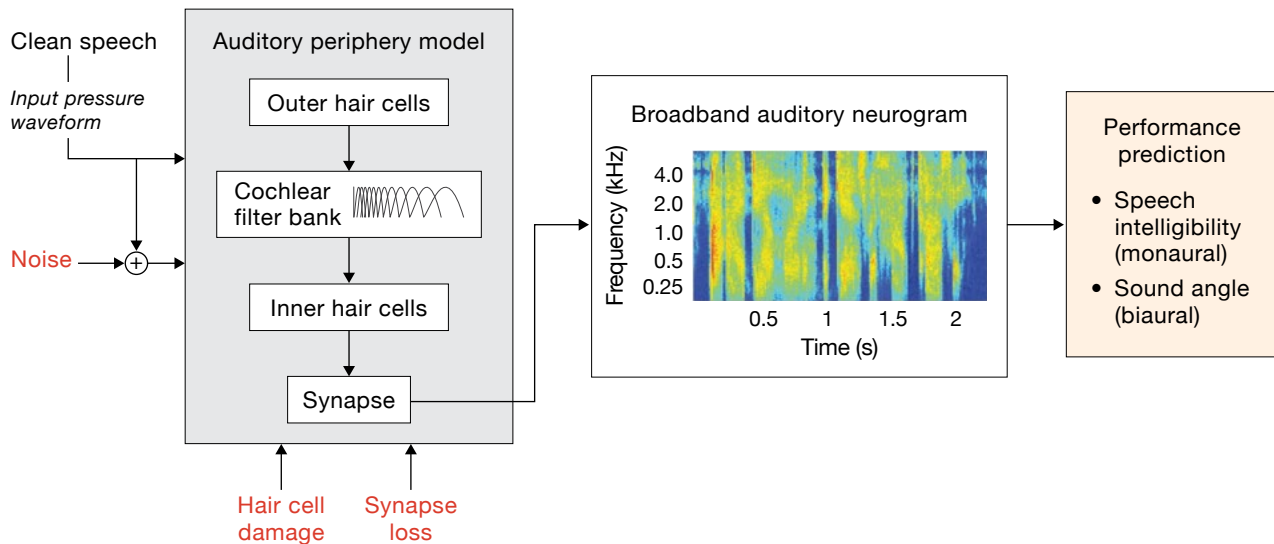 Clean speech
Input pressure
waveform
Noise
+
Auditory periphery model
Outer hair cells
Cochlear
filter bank
Inner hair cells
Synapse
Hair cell
damage
Synapse
loss
Broadband auditory neurogram
Frequency (kHz)
4.0
2.0
1.0
0.5
0.25
0.5 1 1.5 2
Time (s)
Performance
prediction
• Speech
intelligibility
(monaural)
• Sound angle
(biaural)